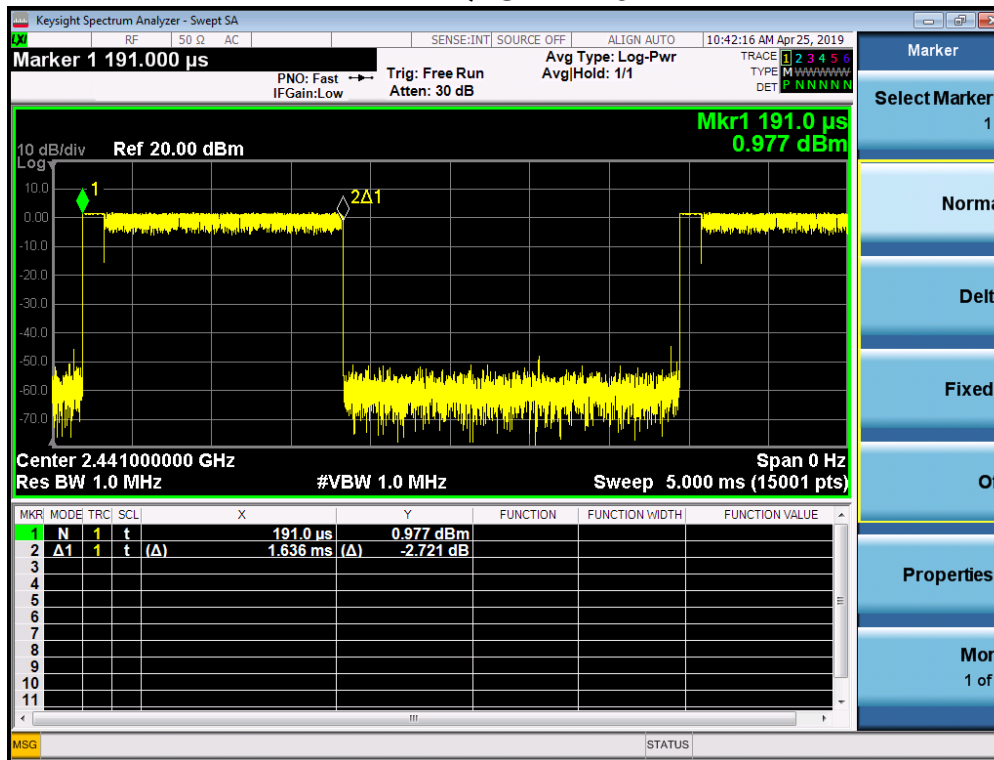 Keysight Spectrum Analyzer - Swept SA
LXI RF 50 Ω AC SENSE:INT SOURCE OFF ALIGN AUTO 10:42:16 AM Apr 25, 2019
Marker 1 191.000 µs
PNO: Fast
IFGain:Low
Trig: Free Run
Atten: 30 dB
Avg Type: Log-Pwr
Avg|Hold: 1/1
TRACE 1 2 3 4 5 6
TYPE M WWWWW
DET P N N N N N
Mkr1 191.0 µs
0.977 dBm
10 dB/div Ref 20.00 dBm
Log
10.0
0.00
-10.0
-20.0
-30.0
-40.0
-50.0
-60.0
-70.0
1
2Δ1
Center 2.441000000 GHz Span 0 Hz
Res BW 1.0 MHz #VBW 1.0 MHz Sweep 5.000 ms (15001 pts)
MKR MODE TRC SCL X Y FUNCTION FUNCTION WIDTH FUNCTION VALUE
1 N 1 t 191.0 µs 0.977 dBm
2 Δ1 1 t (Δ) 1.636 ms (Δ) -2.721 dB
3
4
5
6
7
8
9
10
11
MSG STATUS
Marker
Select Marker
1
Norma
Delt
Fixed
O
Properties
Mor
1 of